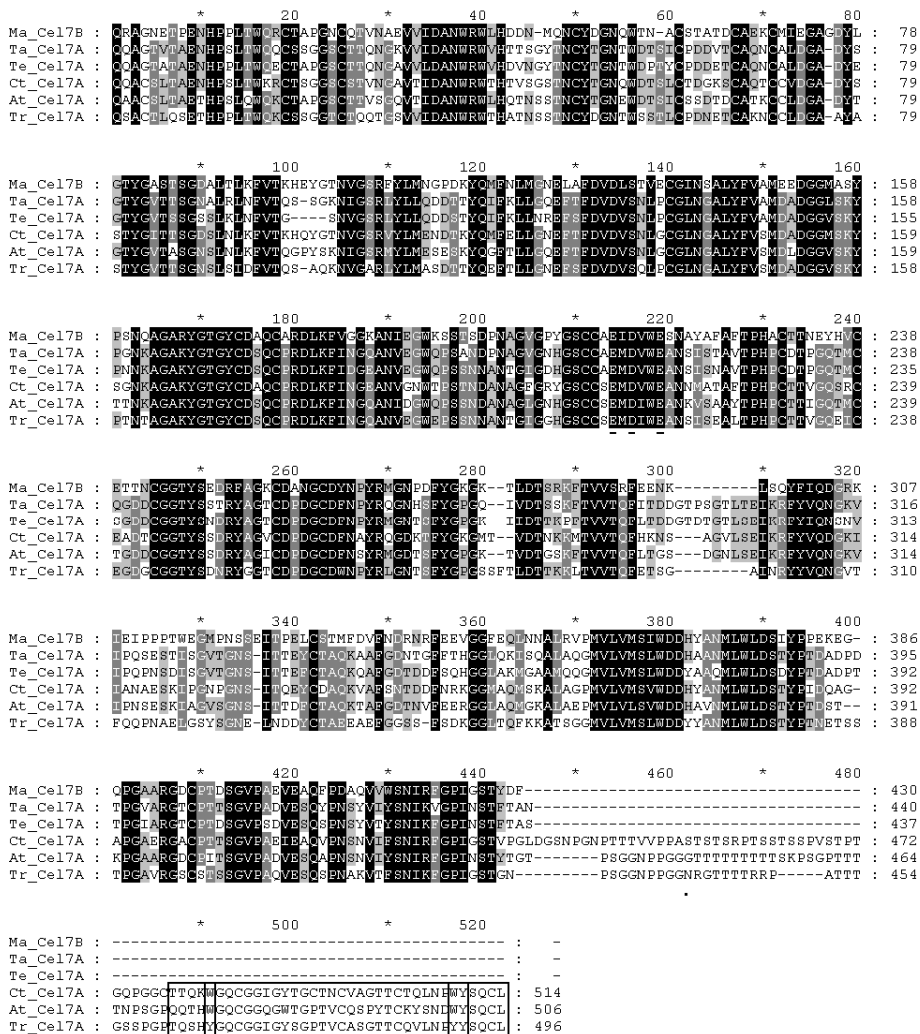 *        20         *        40         *        60         *        80
Ma_Cel7B : QRAGNETPENHPPLTWQRCTAPGNCQTVNAEVVIDANWRWLHDDN-MQNCYDGNQWTN-ACSTATDCAEKCMIEGAGDYL : 78
Ta_Cel7A : QQAGTVTAENHPSLTWQQCSSGGSCTTQNGKVVIDANWRWVHTTSGYTNCYTGNTWDTSICPDDVTCAQNCALDGA-DYS : 79
Te_Cel7A : QQAGTATAENHPPLTWQECTAPGSCTTQNGAVVLDANWRWVHDVNGYTNCYTGNTWDPTYCPDDETCAQNCALDGA-DYE : 79
Ct_Cel7A : QQACSLTAENHPSLTWKRCTSGGSCSTVNGAVTIDANWRWTHTVSGSTNCYTGNQWDTSLCTDGKSCAQTCCVDGA-DYS : 79
At_Cel7A : QQACSLTAETHPSLQWQKCTAPGSCTTVSGQVTIDANWRWLHQTNSSTNCYTGNEWDTSICSSDTDCATKCCLDGA-DYT : 79
Tr_Cel7A : QSACTLQSETHPPLTWQKCSSGGTCTQQTGSVVIDANWRWTHATNSSTNCYDGNTWSSTLCPDNETCAKNCCLDGA-AYA : 79
                *       100         *       120         *       140         *       160
Ma_Cel7B : GTYGASTSGDALTLKFVTKHEYGTNVGSRFYLMNGPDKYQMFNLMGNELAFDVDLSTVECGINSALYFVAMEEDGGMASY : 158
Ta_Cel7A : GTYGVTTSGNALRLNFVTQS-SGKNIGSRLYLLQDDTTYQIFKLLGQEFTFDVDVSNLPCGLNGALYFVAMDADGGLSKY : 158
Te_Cel7A : GTYGVTSSGSSLKLNFVTG----SNVGSRLYLLQDDSTYQIFKLLNREFSFDVDVSNLPCGLNGALYFVAMDADGGVSKY : 155
Ct_Cel7A : STYGITTSGDSLNLKFVTKHQYGTNVGSRVYLMENDTKYQMFELLGNEFTFDVDVSNLGCGLNGALYFVSMDADGGMSKY : 159
At_Cel7A : GTYGVTASGNSLNLKFVTQGPYSKNIGSRMYLMESESKYQGFTLLGQEFTFDVDVSNLGCGLNGALYFVSMDLDGGVSKY : 159
Tr_Cel7A : STYGVTTSGNSLSIDFVTQS-AQKNVGARLYLMASDTTYQEFTLLGNEFSFDVDVSQLPCGLNGALYFVSMDADGGVSKY : 158
                *       180         *       200         *       220         *       240
Ma_Cel7B : PSNQAGARYGTGYCDAQCARDLKFVGGKANIEGWKSSTSDPNAGVGPYGSCCAEIDVWESNAYAFAFTPHACTTNEYHVC : 238
Ta_Cel7A : PGNKAGAKYGTGYCDSQCPRDLKFINGQANVEGWQPSANDPNAGVGNHGSCCAEMDVWEANSISTAVTPHPCDTPGQTMC : 238
Te_Cel7A : PNNKAGAKYGTGYCDSQCPRDLKFIDGEANVEGWQPSSNNANTGIGDHGSCCAEMDVWEANSISNAVTPHPCDTPGQTMC : 235
Ct_Cel7A : SGNKAGAKYGTGYCDAQCPRDLKFINGEANVGNWTPSTNDANAGFGRYGSCCSEMDVWEANNMATAFTPHPCTTVGQSRC : 239
At_Cel7A : TTNKAGAKYGTGYCDSQCPRDLKFINGQANIDGWQPSSNDANAGLGNHGSCCSEMDIWEANKVSAAYTPHPCTTIGQTMC : 239
Tr_Cel7A : PTNTAGAKYGTGYCDSQCPRDLKFINGQANVEGWEPSSNNANTGIGGHGSCCSEMDIWEANSISEALTPHPCTTVGQEIC : 238
                *       260         *       280         *       300         *       320
Ma_Cel7B : ETTNCGGTYSEDRFAGKCDANGCDYNPYRMGNPDFYGKGK--TLDTSRKFTVVSRFEENK----------LSQYFIQDGRK : 307
Ta_Cel7A : QGDDCGGTYSSTRYAGTCDPDGCDFNPYRQGNHSFYGPGQ--IVDTSSKFTVVTQFITDDGTPSGTLTEIKRFYVQNGKV : 316
Te_Cel7A : SGDDCGGTYSNDRYAGTCDPDGCDFNPYRMGNTSFYGPGK--IIDTTKPFTVVTQFLTDDGTDTGTLSEIKRFYIQNSNV : 313
Ct_Cel7A : EADTCGGTYSSDRYAGVCDPDGCDFNAYRQGDKTFYGKGMT--VDTNKKMTVVTQFHKNS---AGVLSEIKRFYVQDGKI : 314
At_Cel7A : TGDDCGGTYSSDRYAGICDPDGCDFNSYRMGDTSFYGPGK--TVDTGSKFTVVTQFLTGS---DGNLSEIKRFYVQNGKV : 314
Tr_Cel7A : EGDGCGGTYSDNRYGGTCDPDGCDWNPYRLGNTSFYGPGSSFTLDTTKKLTVVTQFETSG---------AINRYYVQNGVT : 310
                *       340         *       360         *       380         *       400
Ma_Cel7B : IEIPPPTWEGMPNSSEITPELCSTMFDVFNDRNRFEEVGGFEQLNNALRVPMVLVMSIWDDHYANMLWLDSIYPPEKEG- : 386
Ta_Cel7A : IPQSESTISGVTGNS-ITTEYCTAQKAAFGDNTGFFTHGGLQKISQALAQGMVLVMSLWDDHAANMLWLDSTYPTDADPD : 395
Te_Cel7A : IPQPNSDISGVTGNS-ITTEFCTAQKQAFGDTDDFSQHGGLAKMGAAMQQGMVLVMSLWDDYAAQMLWLDSDYPTDADPT : 392
Ct_Cel7A : IANAESKIPGNPGNS-ITQEYCDAQKVAFSNTDDFNRKGGMAQMSKALAGPMVLVMSVWDDHYANMLWLDSTYPIDQAG- : 392
At_Cel7A : IPNSESKIAGVSGNS-ITTDFCTAQKTAFGDTNVFEERGGLAQMGKALAEPMVLVLSVWDDHAVNMLWLDSTYPTDST-- : 391
Tr_Cel7A : FQQPNAELGSYSGNE-LNDDYCTAEEAEFGGSS-FSDKGGLTQFKKATSGGMVLVMSLWDDYYANMLWLDSTYPTNETSS : 388
                *       420         *       440         *       460         *       480
Ma_Cel7B : QPGAARGDCPTDSGVPAEVEAQFPDAQVVWSNIRFGPIGSTYDF------------------------------------ : 430
Ta_Cel7A : TPGVARGTCPTTSGVPADVESQYPNSYVIYSNIKVGPINSTFTAN----------------------------------- : 440
Te_Cel7A : TPGIARGTCPTDSGVPSDVESQSPNSYVTYSNIKFGPINSTFTAS----------------------------------- : 437
Ct_Cel7A : APGAERGACPTTSGVPAEIEAQVPNSNVIFSNIRFGPIGSTVPGLDGSNPGNPTTTVVPPASTSTSRPTSSTSSPVSTPT : 472
At_Cel7A : KPGAARGDCPITSGVPADVESQAPNSNVIYSNIRFGPINSTYTGT-------PSGGNPPGGGTTTTTTTTTSKPSGPTTT : 464
Tr_Cel7A : TPGAVRGSCSTSSGVPAQVESQSPNAKVTFSNIKFGPIGSTGN---------PSGGNPPGGNRGTTTTRRP-----ATTT : 454
                *       500         *       520
Ma_Cel7B : ------------------------------------------ : -
Ta_Cel7A : ------------------------------------------ : -
Te_Cel7A : ------------------------------------------ : -
Ct_Cel7A : GQPGGCTTQKWGQCGGIGYTGCTNCVAGTTCTQLNPWYSQCL : 514
At_Cel7A : TNPSGPQQTHWGQCGGQGWTGPTVCQSPYTCKYSNDWYSQCL : 506
Tr_Cel7A : GSSPGPTQSHYGQCGGIGYSGPTVCASGTTCQVLNPYYSQCL : 496